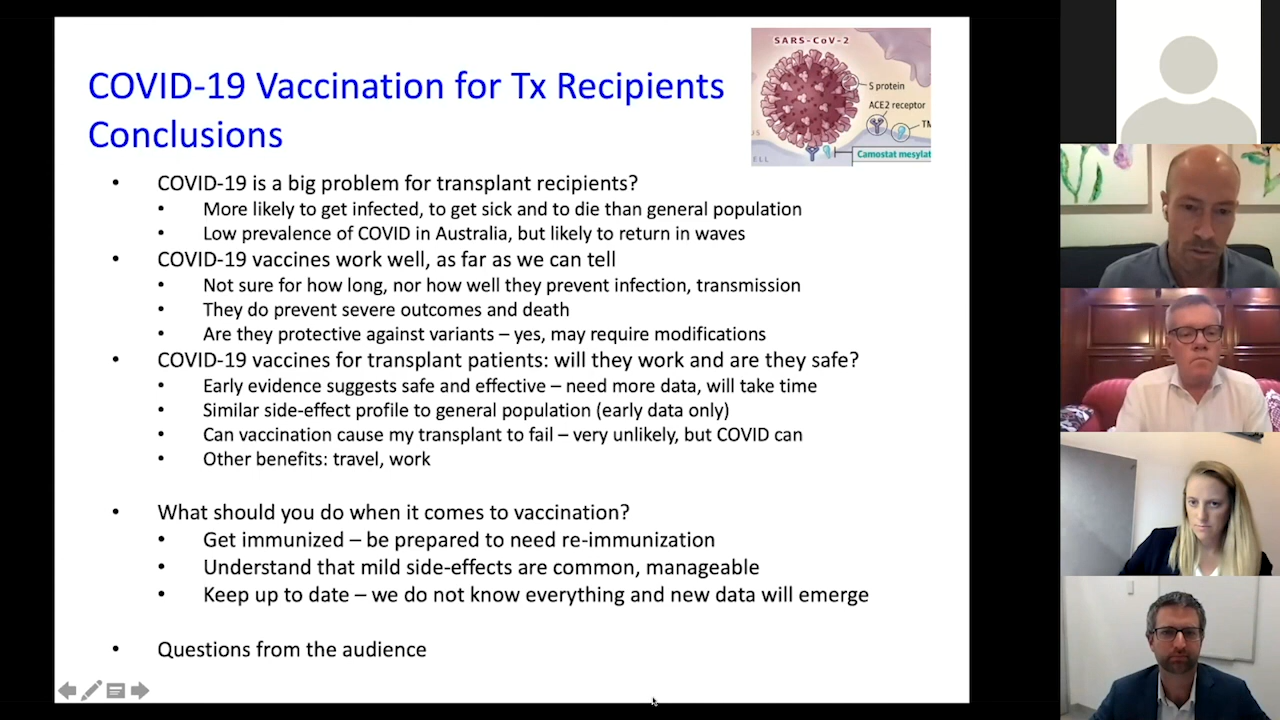 COVID-19 Vaccination for Tx Recipients
Conclusions
SARS-CoV-2
S protein
ACE2 receptor
TM
Camostat mesylat
ELL
• COVID-19 is a big problem for transplant recipients?
• More likely to get infected, to get sick and to die than general population
• Low prevalence of COVID in Australia, but likely to return in waves
• COVID-19 vaccines work well, as far as we can tell
• Not sure for how long, nor how well they prevent infection, transmission
• They do prevent severe outcomes and death
• Are they protective against variants – yes, may require modifications
• COVID-19 vaccines for transplant patients: will they work and are they safe?
• Early evidence suggests safe and effective – need more data, will take time
• Similar side-effect profile to general population (early data only)
• Can vaccination cause my transplant to fail – very unlikely, but COVID can
• Other benefits: travel, work
• What should you do when it comes to vaccination?
• Get immunized – be prepared to need re-immunization
• Understand that mild side-effects are common, manageable
• Keep up to date – we do not know everything and new data will emerge
• Questions from the audience